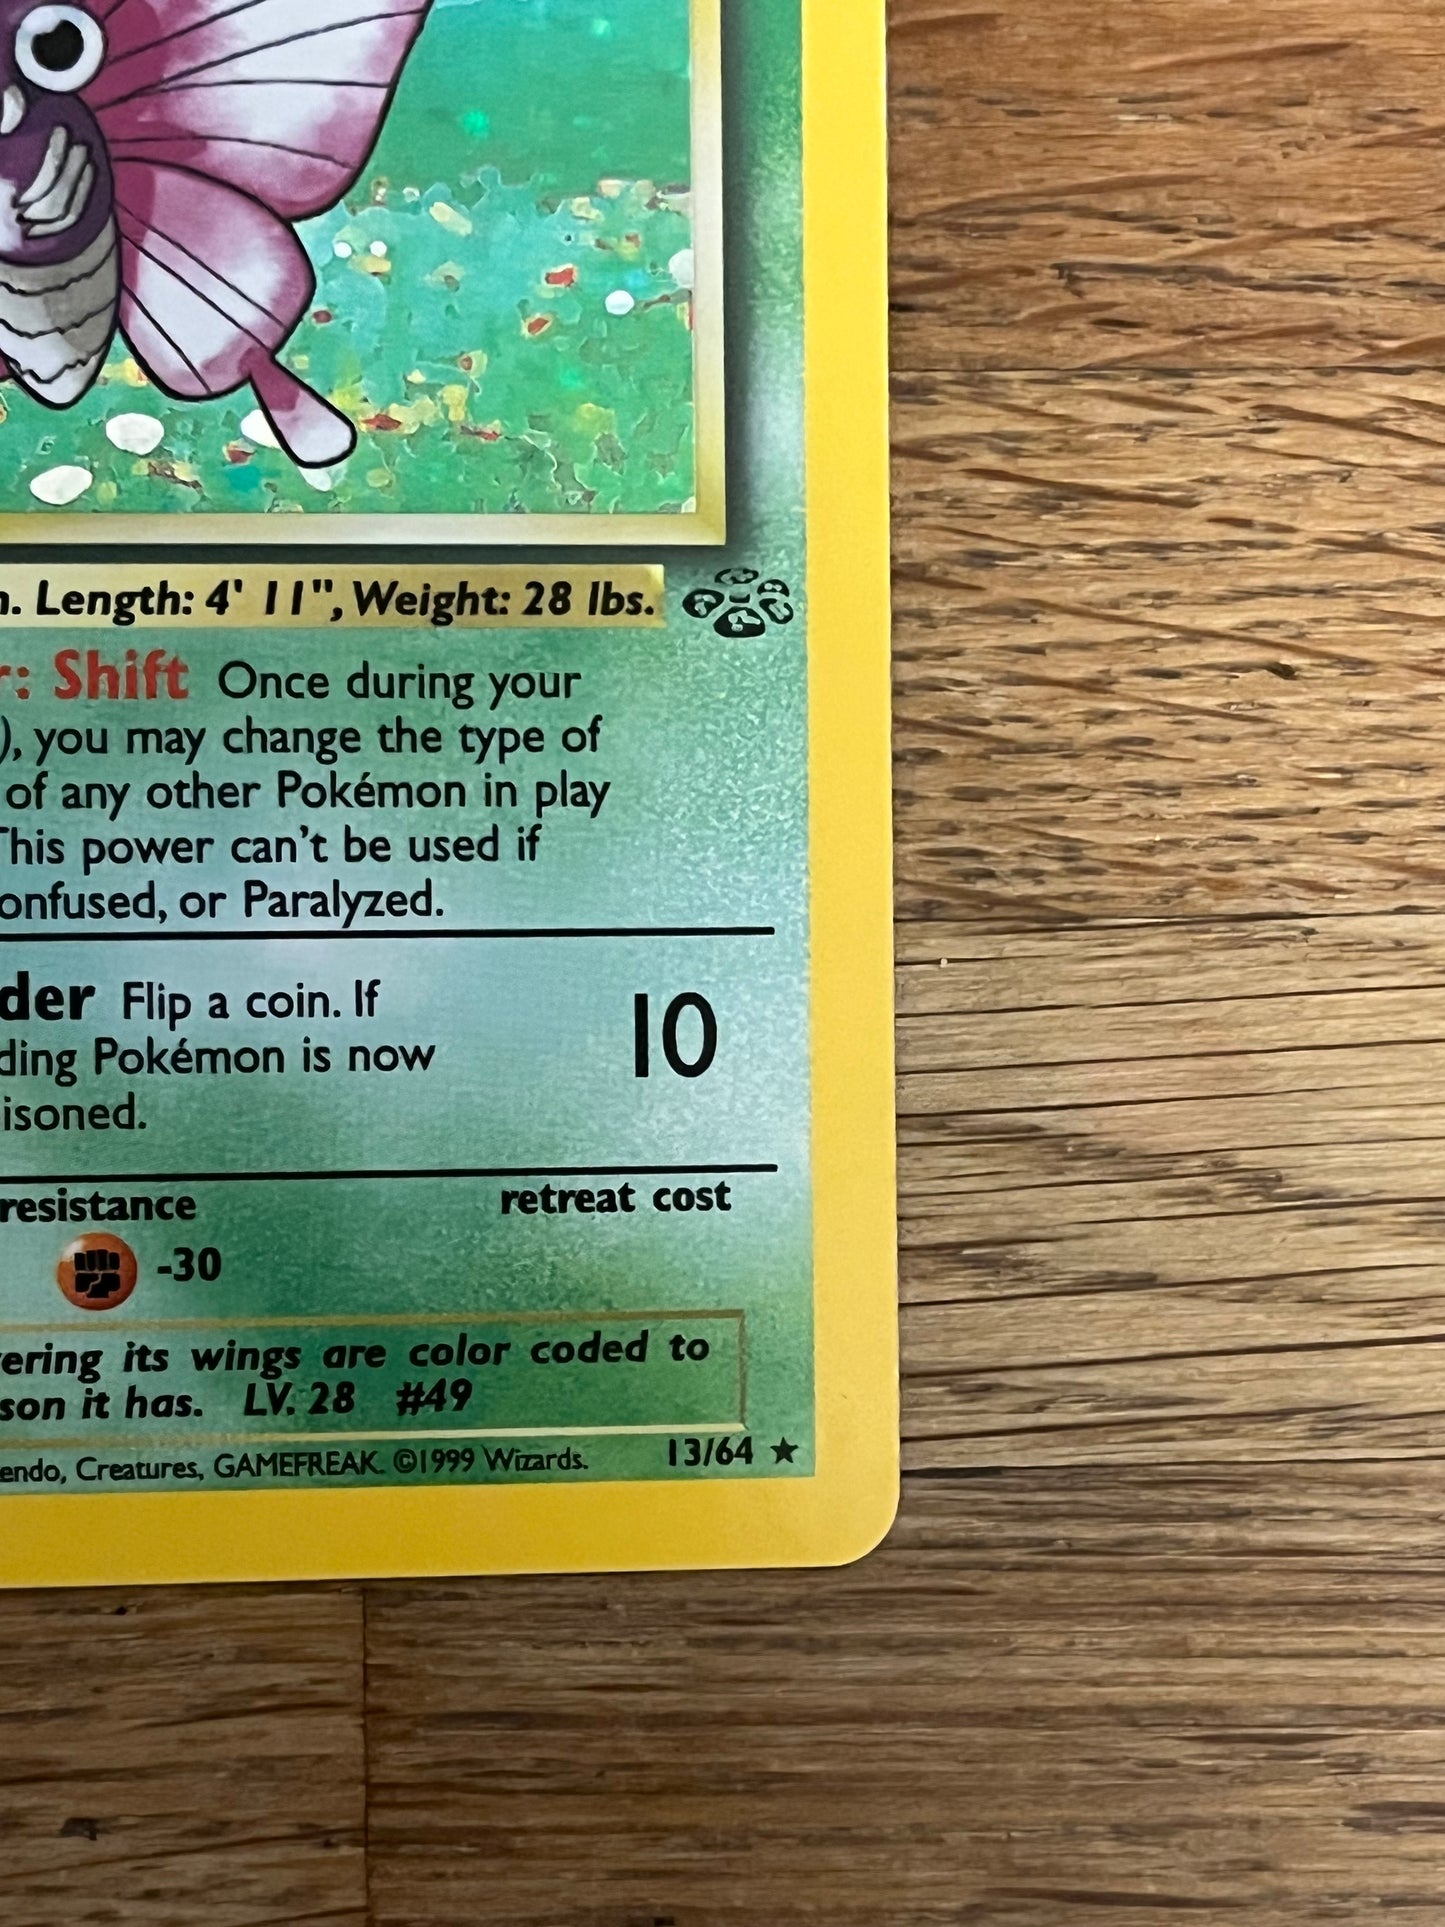 . Length: 4' 11", Weight: 28 lbs.
: Shift Once during your
), you may change the type of
of any other Pokémon in play
This power can't be used if
onfused, or Paralyzed.
der Flip a coin. If
ding Pokémon is now
isoned.
10
resistance
retreat cost
-30
ering its wings are color coded to
son it has. LV. 28 #49
endo, Creatures, GAMEFREAK. ©1999 Wizards.
13/64 ★